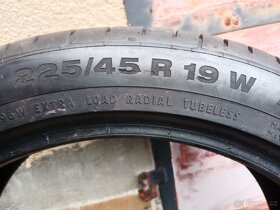 225/45 R 19 W
96W EXTRA LOAD RADIAL TUBELESS